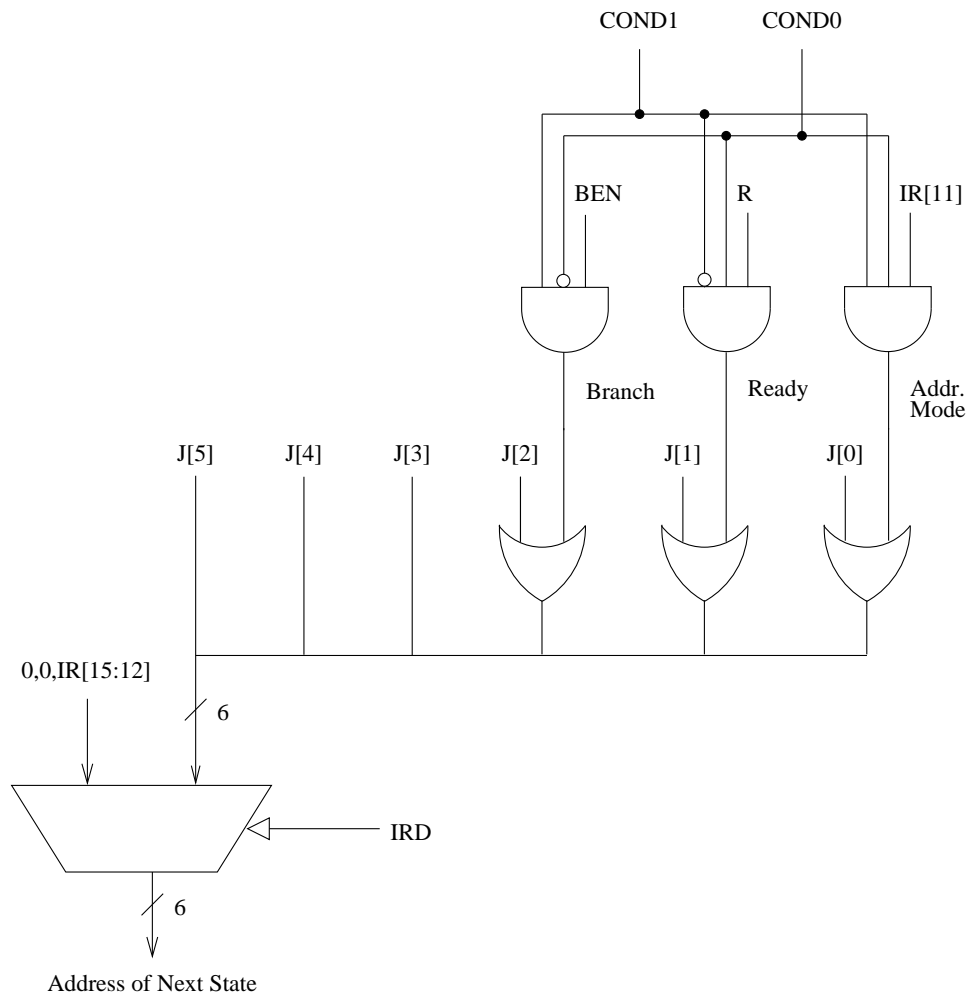 COND1 COND0
BEN R IR[11]
Branch Ready Addr.
Mode
J[5] J[4] J[3] J[2] J[1] J[0]
0,0,IR[15:12]
6
IRD
6
Address of Next State